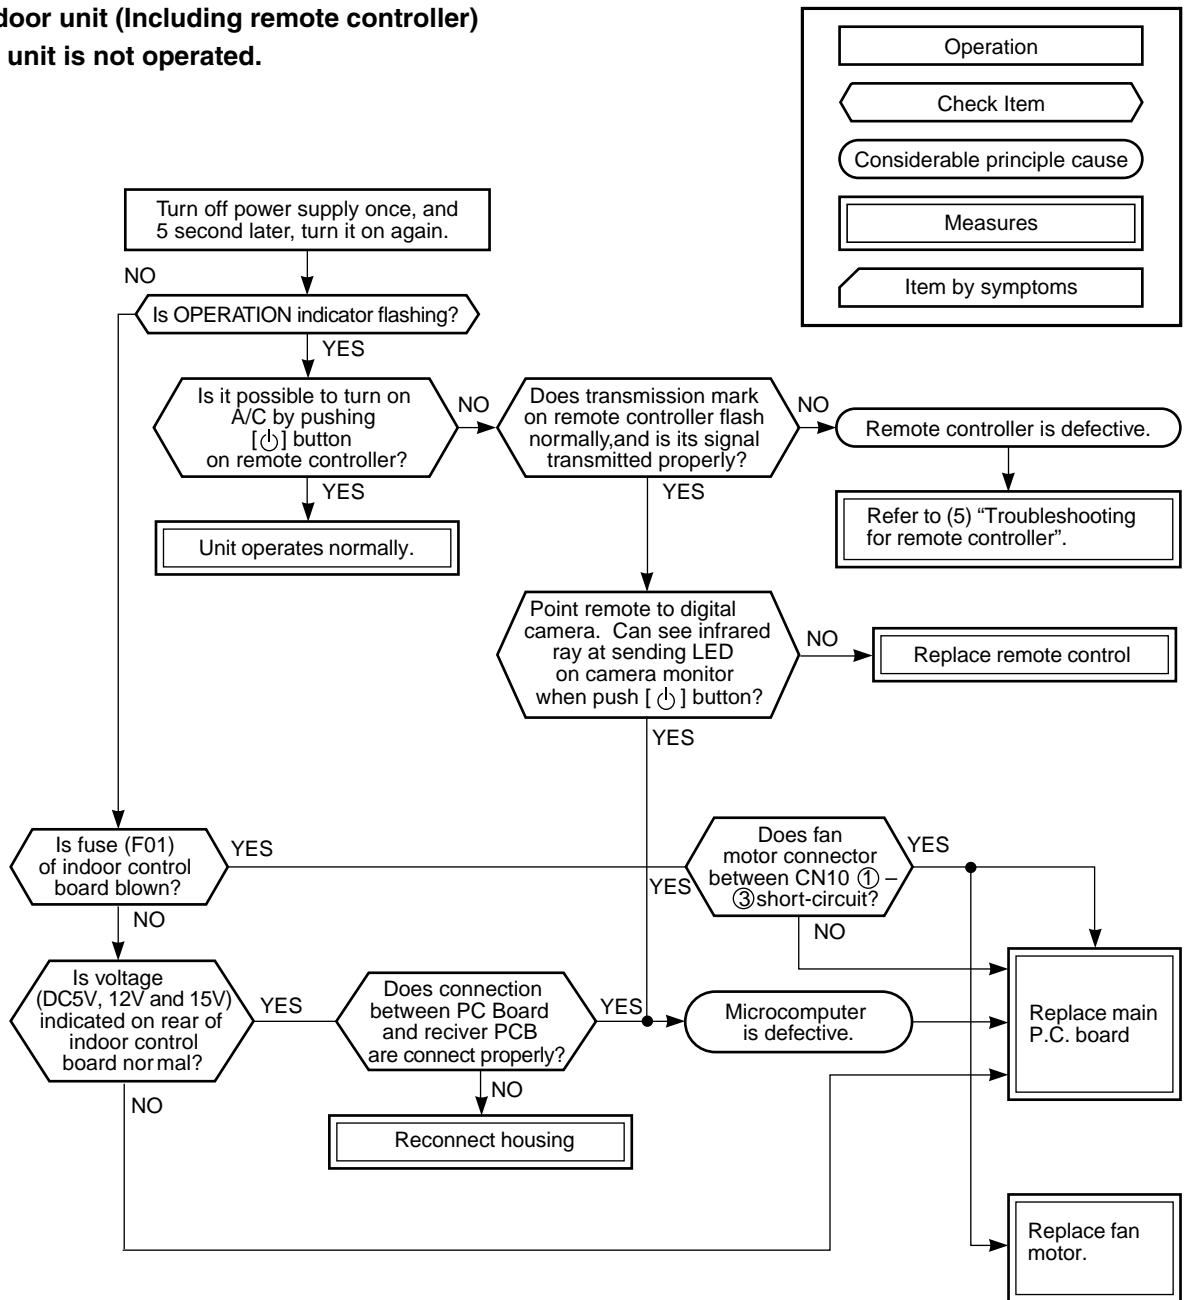 door unit (Including remote controller)
unit is not operated.
Operation
Check Item
Considerable principle cause
Measures
Item by symptoms
Turn off power supply once, and
5 second later, turn it on again.
NO
Is OPERATION indicator flashing?
YES
Is it possible to turn on
A/C by pushing
[⏻] button
on remote controller?
NO
Does transmission mark
on remote controller flash
normally,and is its signal
transmitted properly?
NO
Remote controller is defective.
YES
YES
Unit operates normally.
Refer to (5) “Troubleshooting
for remote controller”.
Point remote to digital
camera. Can see infrared
ray at sending LED
on camera monitor
when push [⏻] button?
NO
Replace remote control
YES
Is fuse (F01)
of indoor control
board blown?
YES
YES
Does fan
motor connector
between CN10 ① –
③short-circuit?
YES
NO
NO
Is voltage
(DC5V, 12V and 15V)
indicated on rear of
indoor control
board normal?
YES
Does connection
between PC Board
and reciver PCB
are connect properly?
YES
Microcomputer
is defective.
Replace main
P.C. board
NO
NO
Reconnect housing
Replace fan
motor.